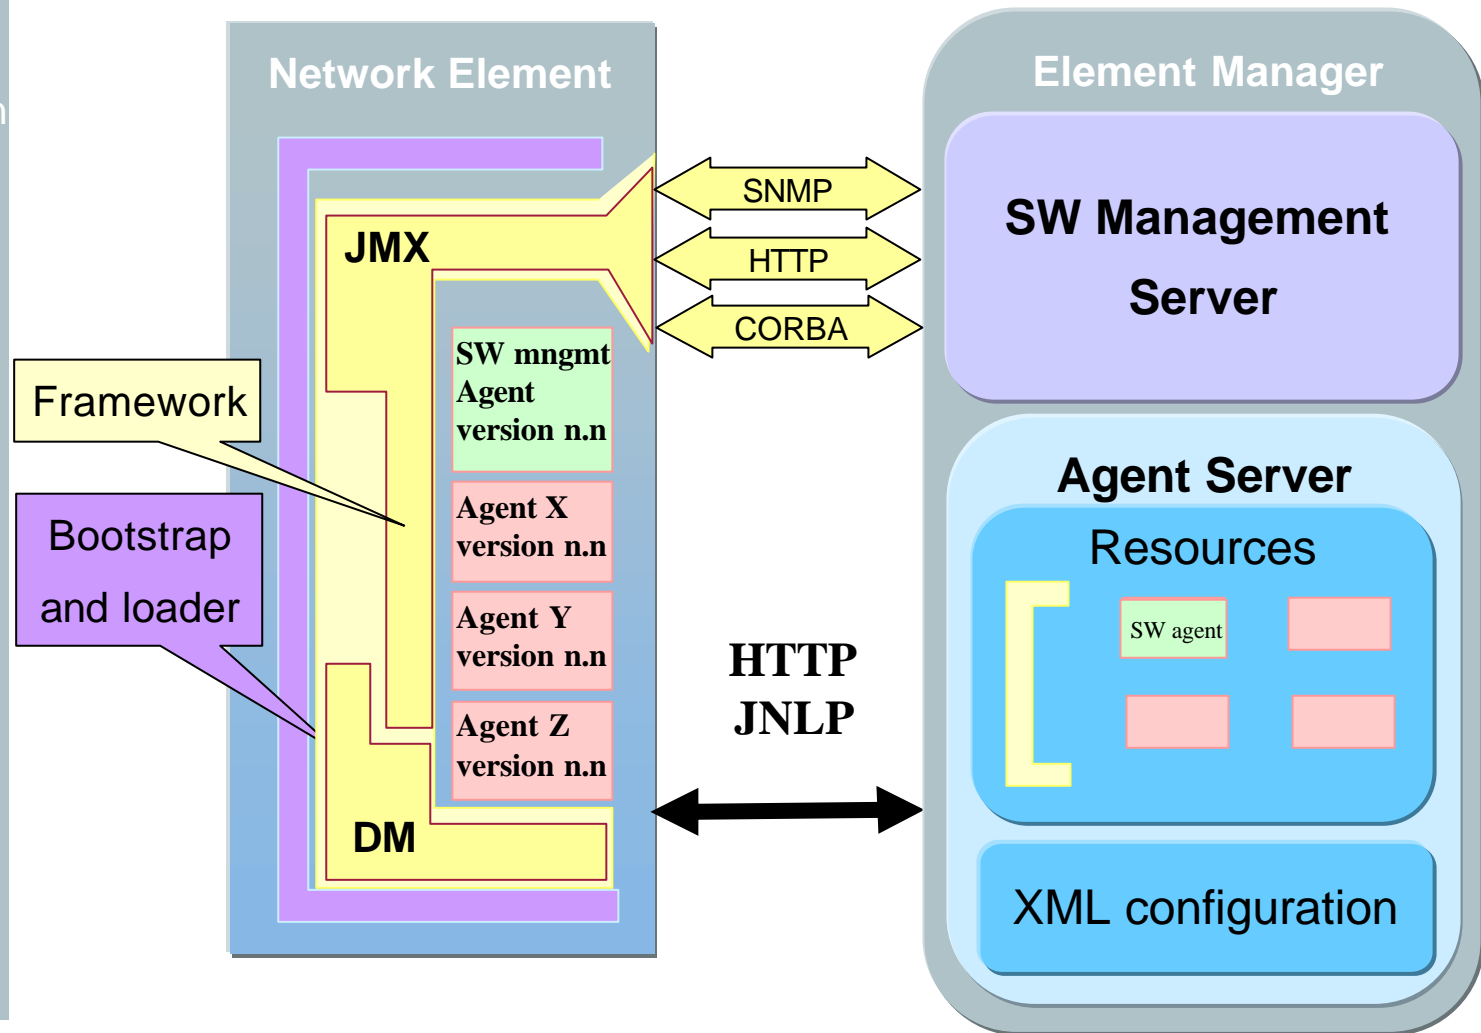 n
Network Element
Element Manager
JMX
SNMP
HTTP
CORBA
SW Management
Server
SW mngmt
Agent
version n.n
Framework
Agent X
version n.n
Bootstrap
and loader
Agent Y
version n.n
Agent Z
version n.n
DM
HTTP
JNLP
Agent Server
Resources
SW agent
XML configuration